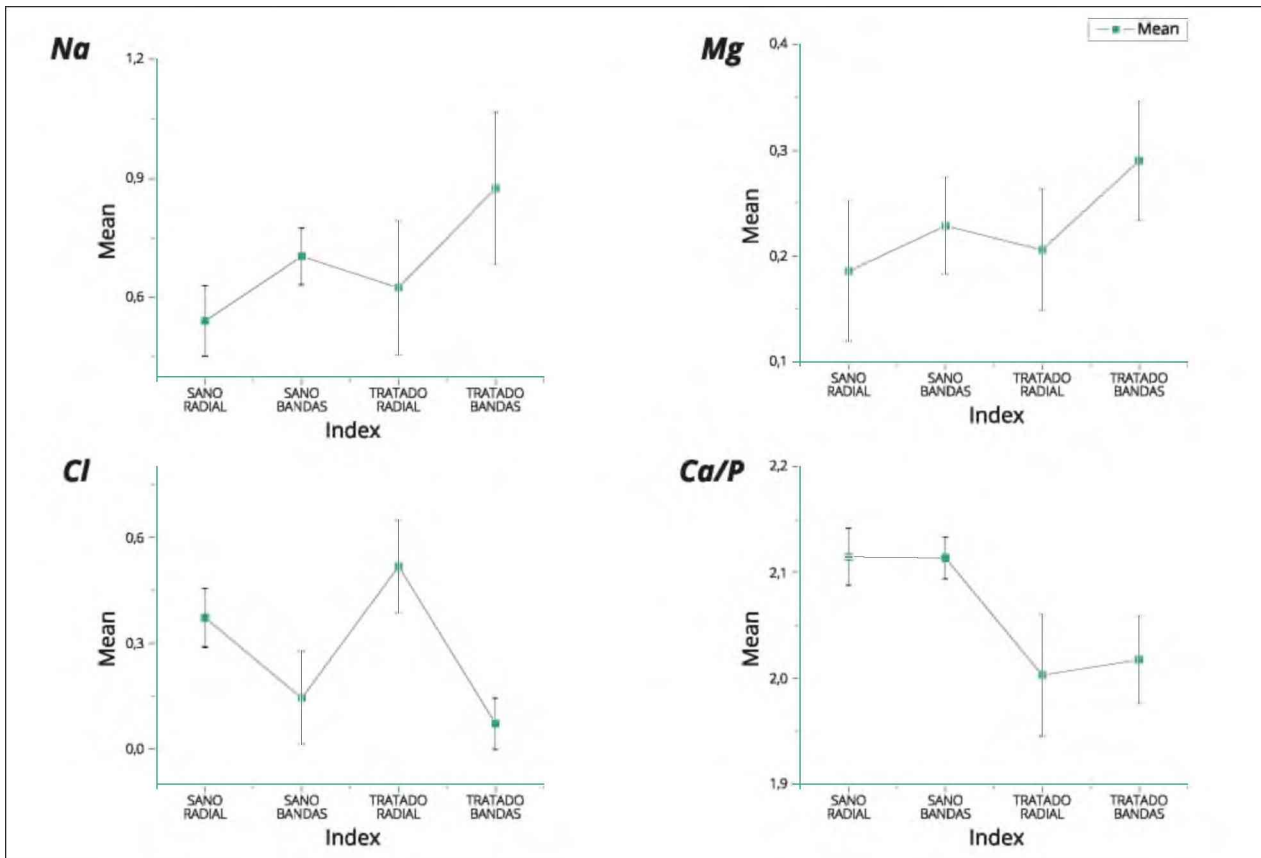 Na
1,2
0,9
0,6
Mean
SANO RADIAL
SANO BANDAS
TRATADO RADIAL
TRATADO BANDAS
Index
Mg
Mean
0,4
0,3
0,2
0,1
Mean
SANO RADIAL
SANO BANDAS
TRATADO RADIAL
TRATADO BANDAS
Index
Cl
0,6
0,3
0,0
Mean
SANO RADIAL
SANO BANDAS
TRATADO RADIAL
TRATADO BANDAS
Index
Ca/P
2,2
2,1
2,0
1,9
Mean
SANO RADIAL
SANO BANDAS
TRATADO RADIAL
TRATADO BANDAS
Index